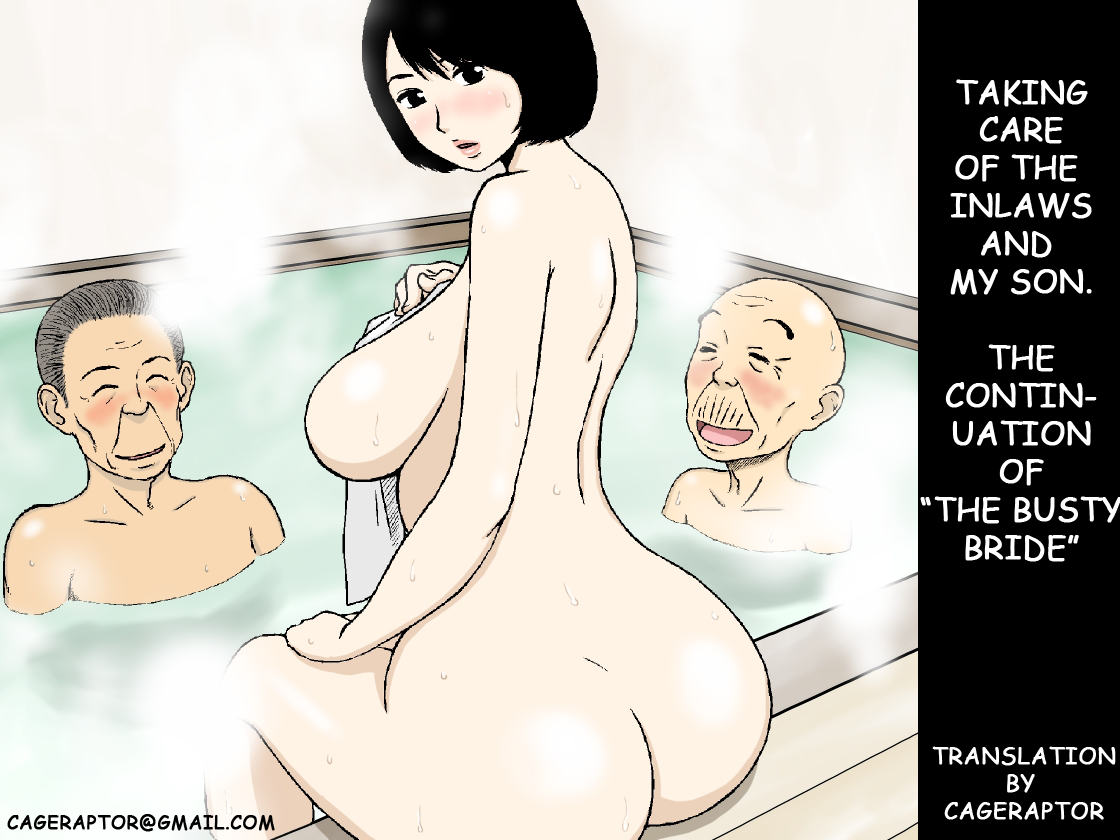 TAKING
CARE
OF THE
INLAWS
AND
MY SON.
THE
CONTIN-
UATION
OF
“THE BUSTY
BRIDE”
TRANSLATION
BY
CAGERAPTOR
CAGERAPTOR@GMAIL.COM